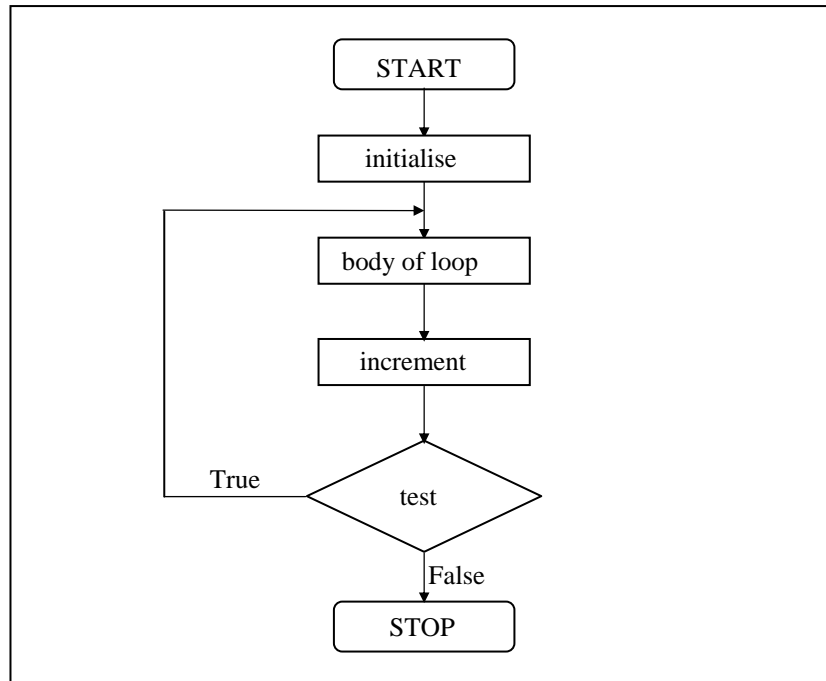 START
initialise
body of loop
increment
True
test
False
STOP